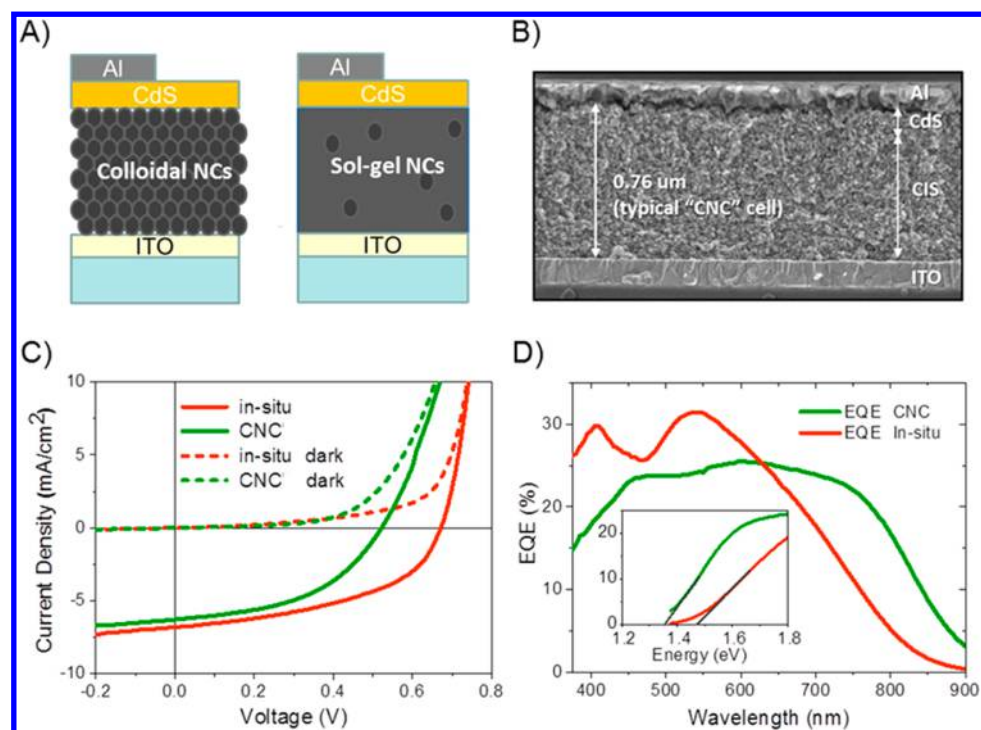 A)
Al
CdS
Colloidal NCs
ITO
Al
CdS
Sol-gel NCs
ITO
B)
Al
CdS
CIS
ITO
0.76 um
(typical "CNC" cell)
C)
Current Density (mA/cm²)
10
5
0
-5
-10
in-situ
CNC
in-situ dark
CNC dark
-0.2 0.0 0.2 0.4 0.6 0.8
Voltage (V)
D)
EQE (%)
30
20
10
0
EQE CNC
EQE In-situ
20
10
0
1.2 1.4 1.6 1.8
Energy (eV)
400 500 600 700 800 900
Wavelength (nm)